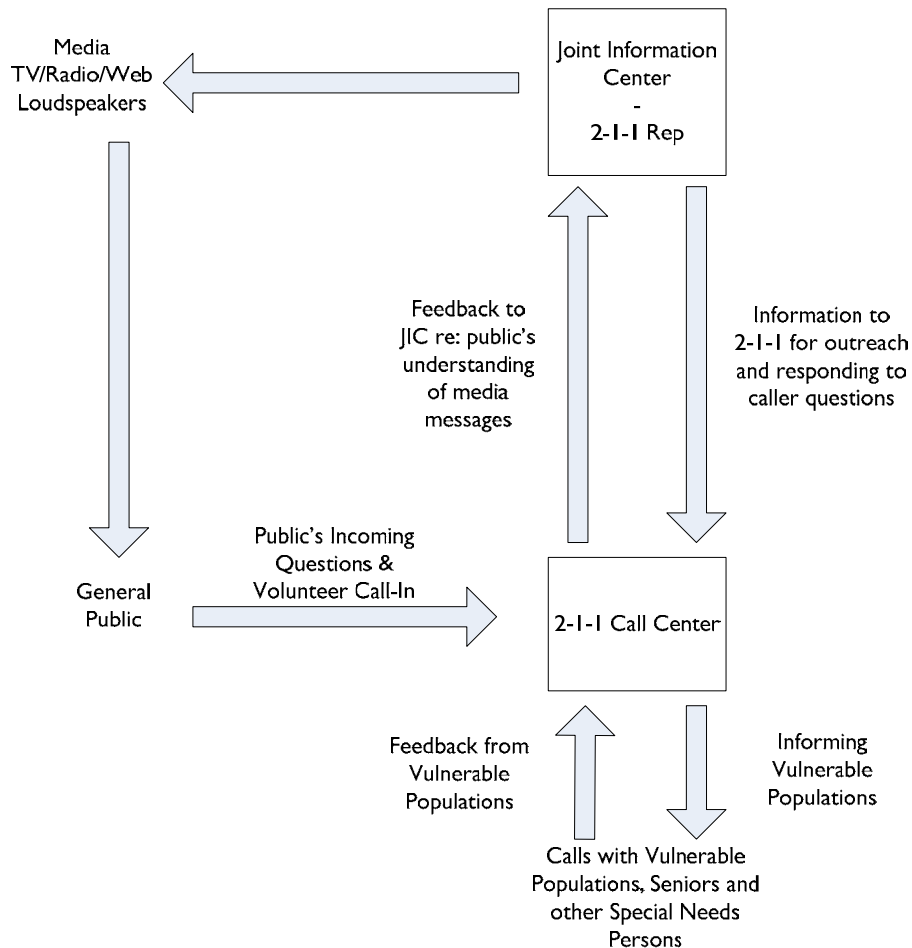 Media
TV/Radio/Web
Loudspeakers
Joint Information
Center
-
2-1-1 Rep
Feedback to
JIC re: public's
understanding
of media
messages
Information to
2-1-1 for outreach
and responding to
caller questions
Public's Incoming
Questions &
Volunteer Call-In
General
Public
2-1-1 Call Center
Feedback from
Vulnerable
Populations
Informing
Vulnerable
Populations
Calls with Vulnerable
Populations, Seniors and
other Special Needs
Persons